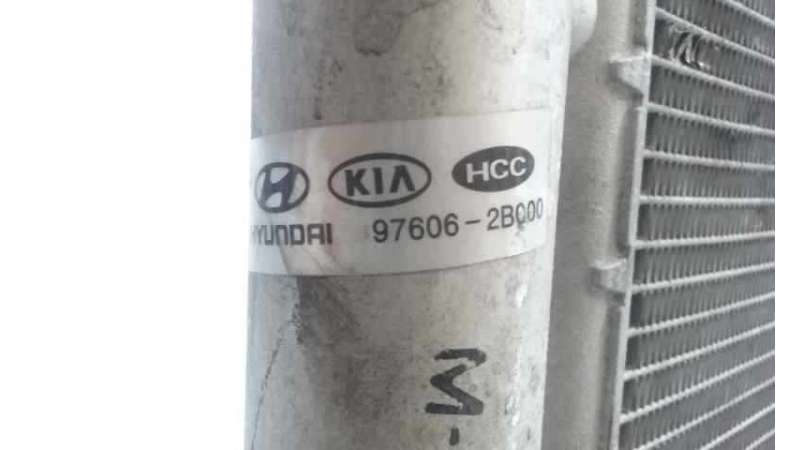 KIA HCC
HYUNDAI 97606-2B000
M-